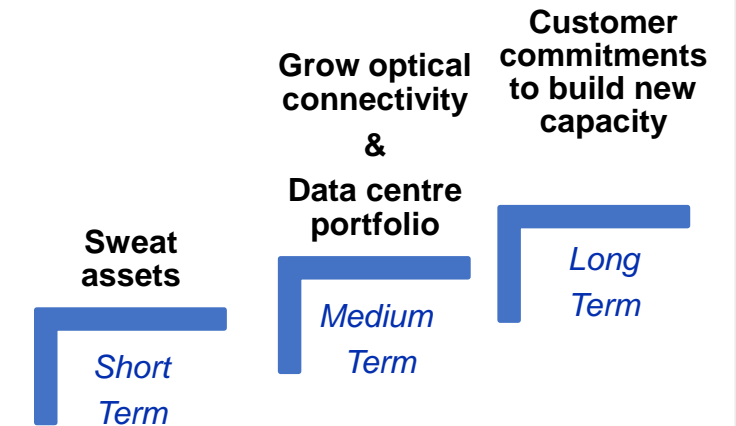 Sweat
assets
Short
Term
Grow optical
connectivity
&
Data centre
portfolio
Medium
Term
Customer
commitments
to build new
capacity
Long
Term